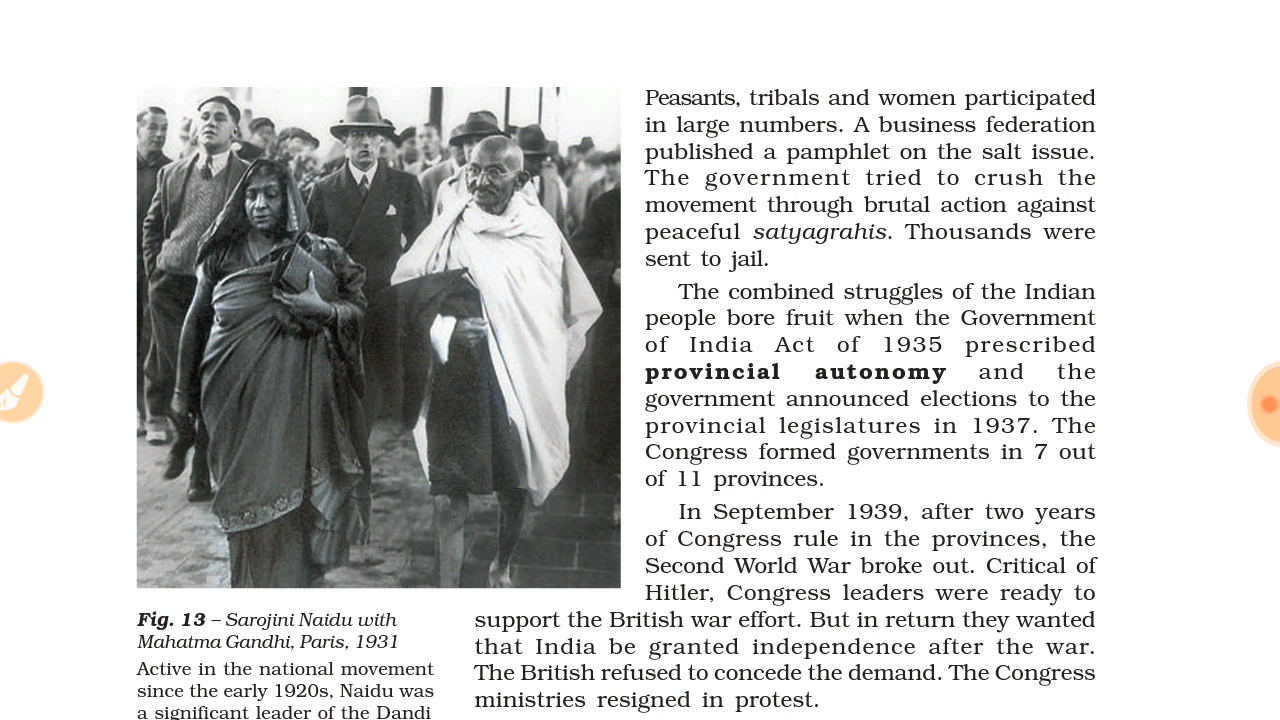 Peasants, tribals and women participated
in large numbers. A business federation
published a pamphlet on the salt issue.
The government tried to crush the
movement through brutal action against
peaceful satyagrahis. Thousands were
sent to jail.
The combined struggles of the Indian
people bore fruit when the Government
of India Act of 1935 prescribed
provincial autonomy and the
government announced elections to the
provincial legislatures in 1937. The
Congress formed governments in 7 out
of 11 provinces.
In September 1939, after two years
of Congress rule in the provinces, the
Second World War broke out. Critical of
Hitler, Congress leaders were ready to
support the British war effort. But in return they wanted
that India be granted independence after the war.
The British refused to concede the demand. The Congress
ministries resigned in protest.
Fig. 13 – Sarojini Naidu with
Mahatma Gandhi, Paris, 1931
Active in the national movement
since the early 1920s, Naidu was
a significant leader of the Dandi